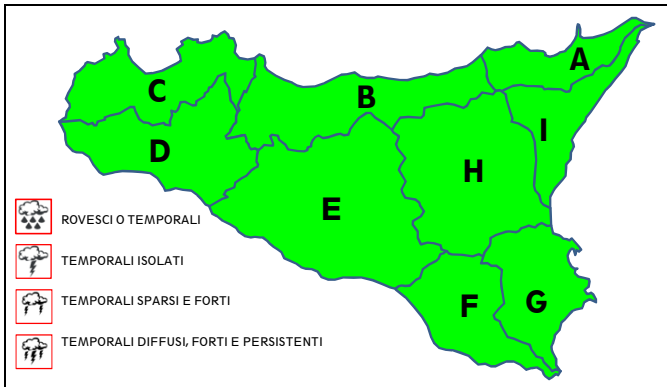 A
B
C
I
D
H
E
ROVESCI O TEMPORALI
TEMPORALI ISOLATI
F
G
TEMPORALI SPARSI E FORTI
TEMPORALI DIFFUSI, FORTI E PERSISTENTI